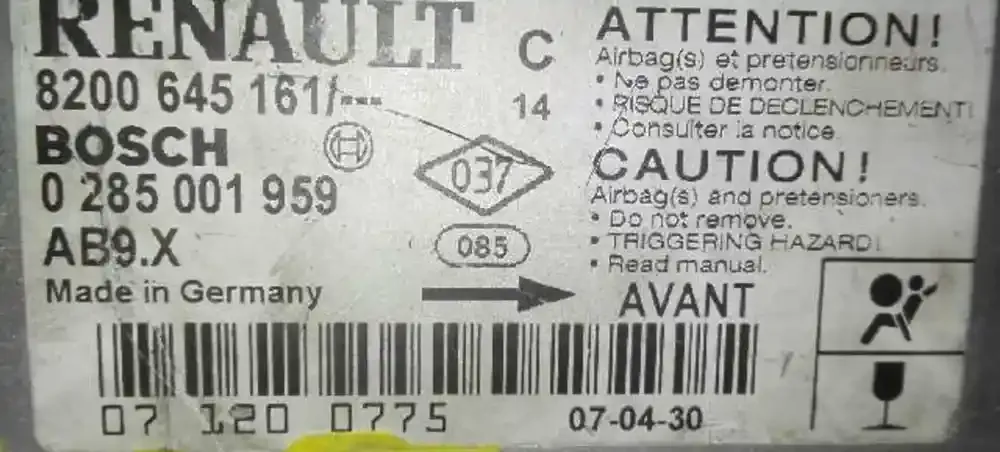 RENAULT
8200 645 161/---
BOSCH
0 285 001 959
AB9.X
Made in Germany
C
14
037
085
ATTENTION!
Airbag(s) et pretensionneurs.
• Ne pas demonter.
• RISQUE DE DECLENCHEMENT!
• Consulter la notice.
CAUTION!
Airbag(s) and pretensioners.
• Do not remove.
• TRIGGERING HAZARD!
• Read manual.
AVANT
07 120 0775
07-04-30